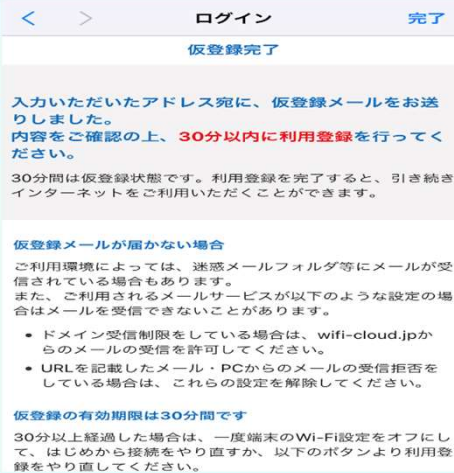 < > ログイン 完了
仮登録完了
入力いただいたアドレス宛に、仮登録メールをお送
りしました。
内容をご確認の上、30分以内に利用登録を行ってく
ださい。
30分間は仮登録状態です。利用登録を完了すると、引き続き
インターネットをご利用いただくことができます。
仮登録メールが届かない場合
ご利用環境によっては、迷惑メールフォルダ等にメールが受
信されている場合もあります。
また、ご利用されるメールサービスが以下のような設定の場
合はメールを受信できないことがあります。
• ドメイン受信制限をしている場合は、wifi-cloud.jpか
らのメールの受信を許可してください。
• URLを記載したメール・PCからのメールの受信拒否を
している場合は、これらの設定を解除してください。
仮登録の有効期限は30分間です
30分以上経過した場合は、一度端末のWi-Fi設定をオフにし
て、はじめから接続をやり直すか、以下のボタンより利用登
録をやり直してください。